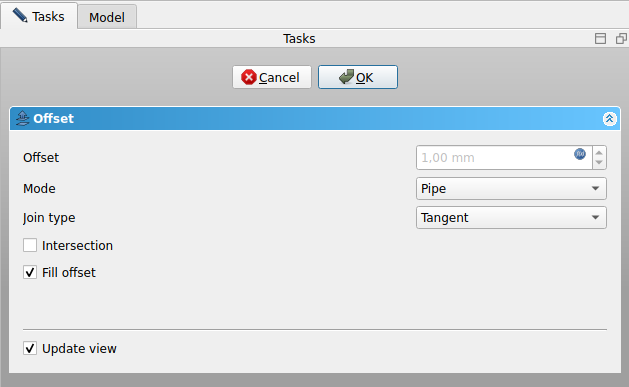 Tasks Model
Tasks
Cancel OK
Offset
Offset 1,00 mm f(x)
Mode Pipe
Join type Tangent
Intersection
Fill offset
Update view